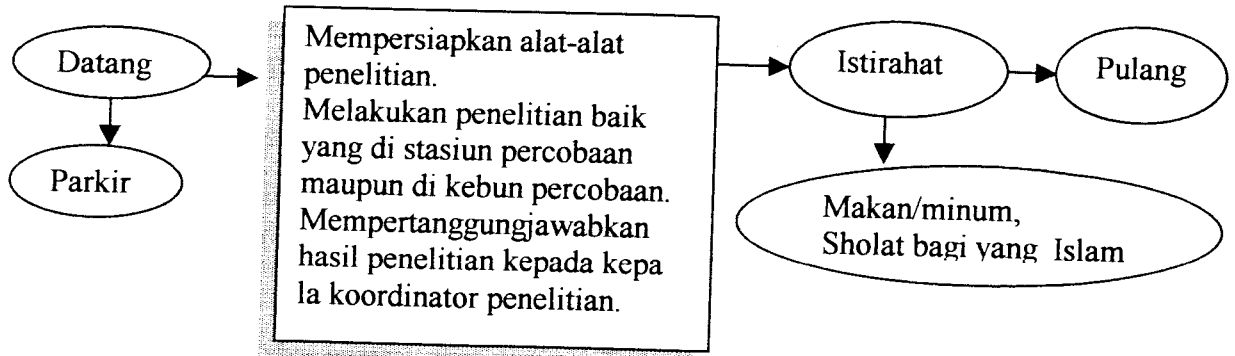 Datang
Parkir
Mempersiapkan alat-alat
penelitian.
Melakukan penelitian baik
yang di stasiun percobaan
maupun di kebun percobaan.
Mempertanggungjawabkan
hasil penelitian kepada kepa
la koordinator penelitian.
Istirahat
Pulang
Makan/minum,
Sholat bagi yang Islam